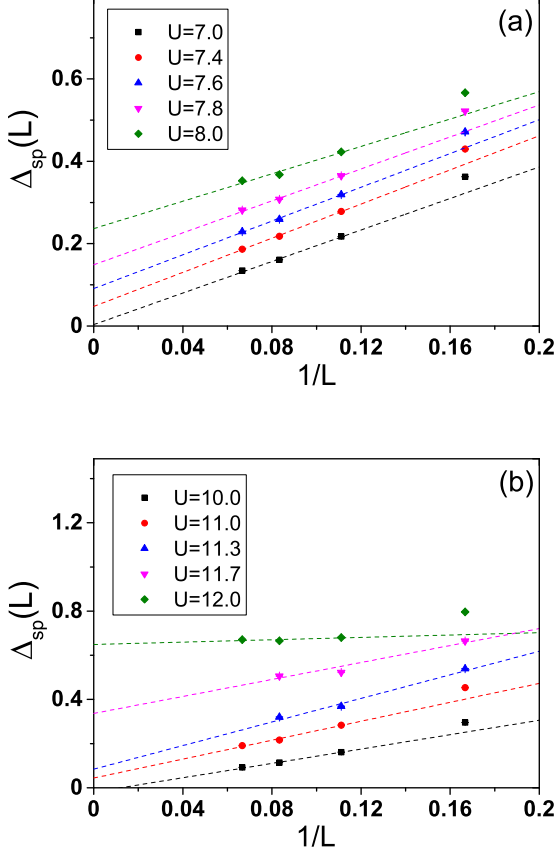 (a)
U=7.0
U=7.4
U=7.6
U=7.8
U=8.0
Δsp(L)
0.6
0.4
0.2
0
0 0.04 0.08 0.12 0.16 0.2
1/L
(b)
U=10.0
U=11.0
U=11.3
U=11.7
U=12.0
Δsp(L)
1.2
0.8
0.4
0
0 0.04 0.08 0.12 0.16 0.2
1/L